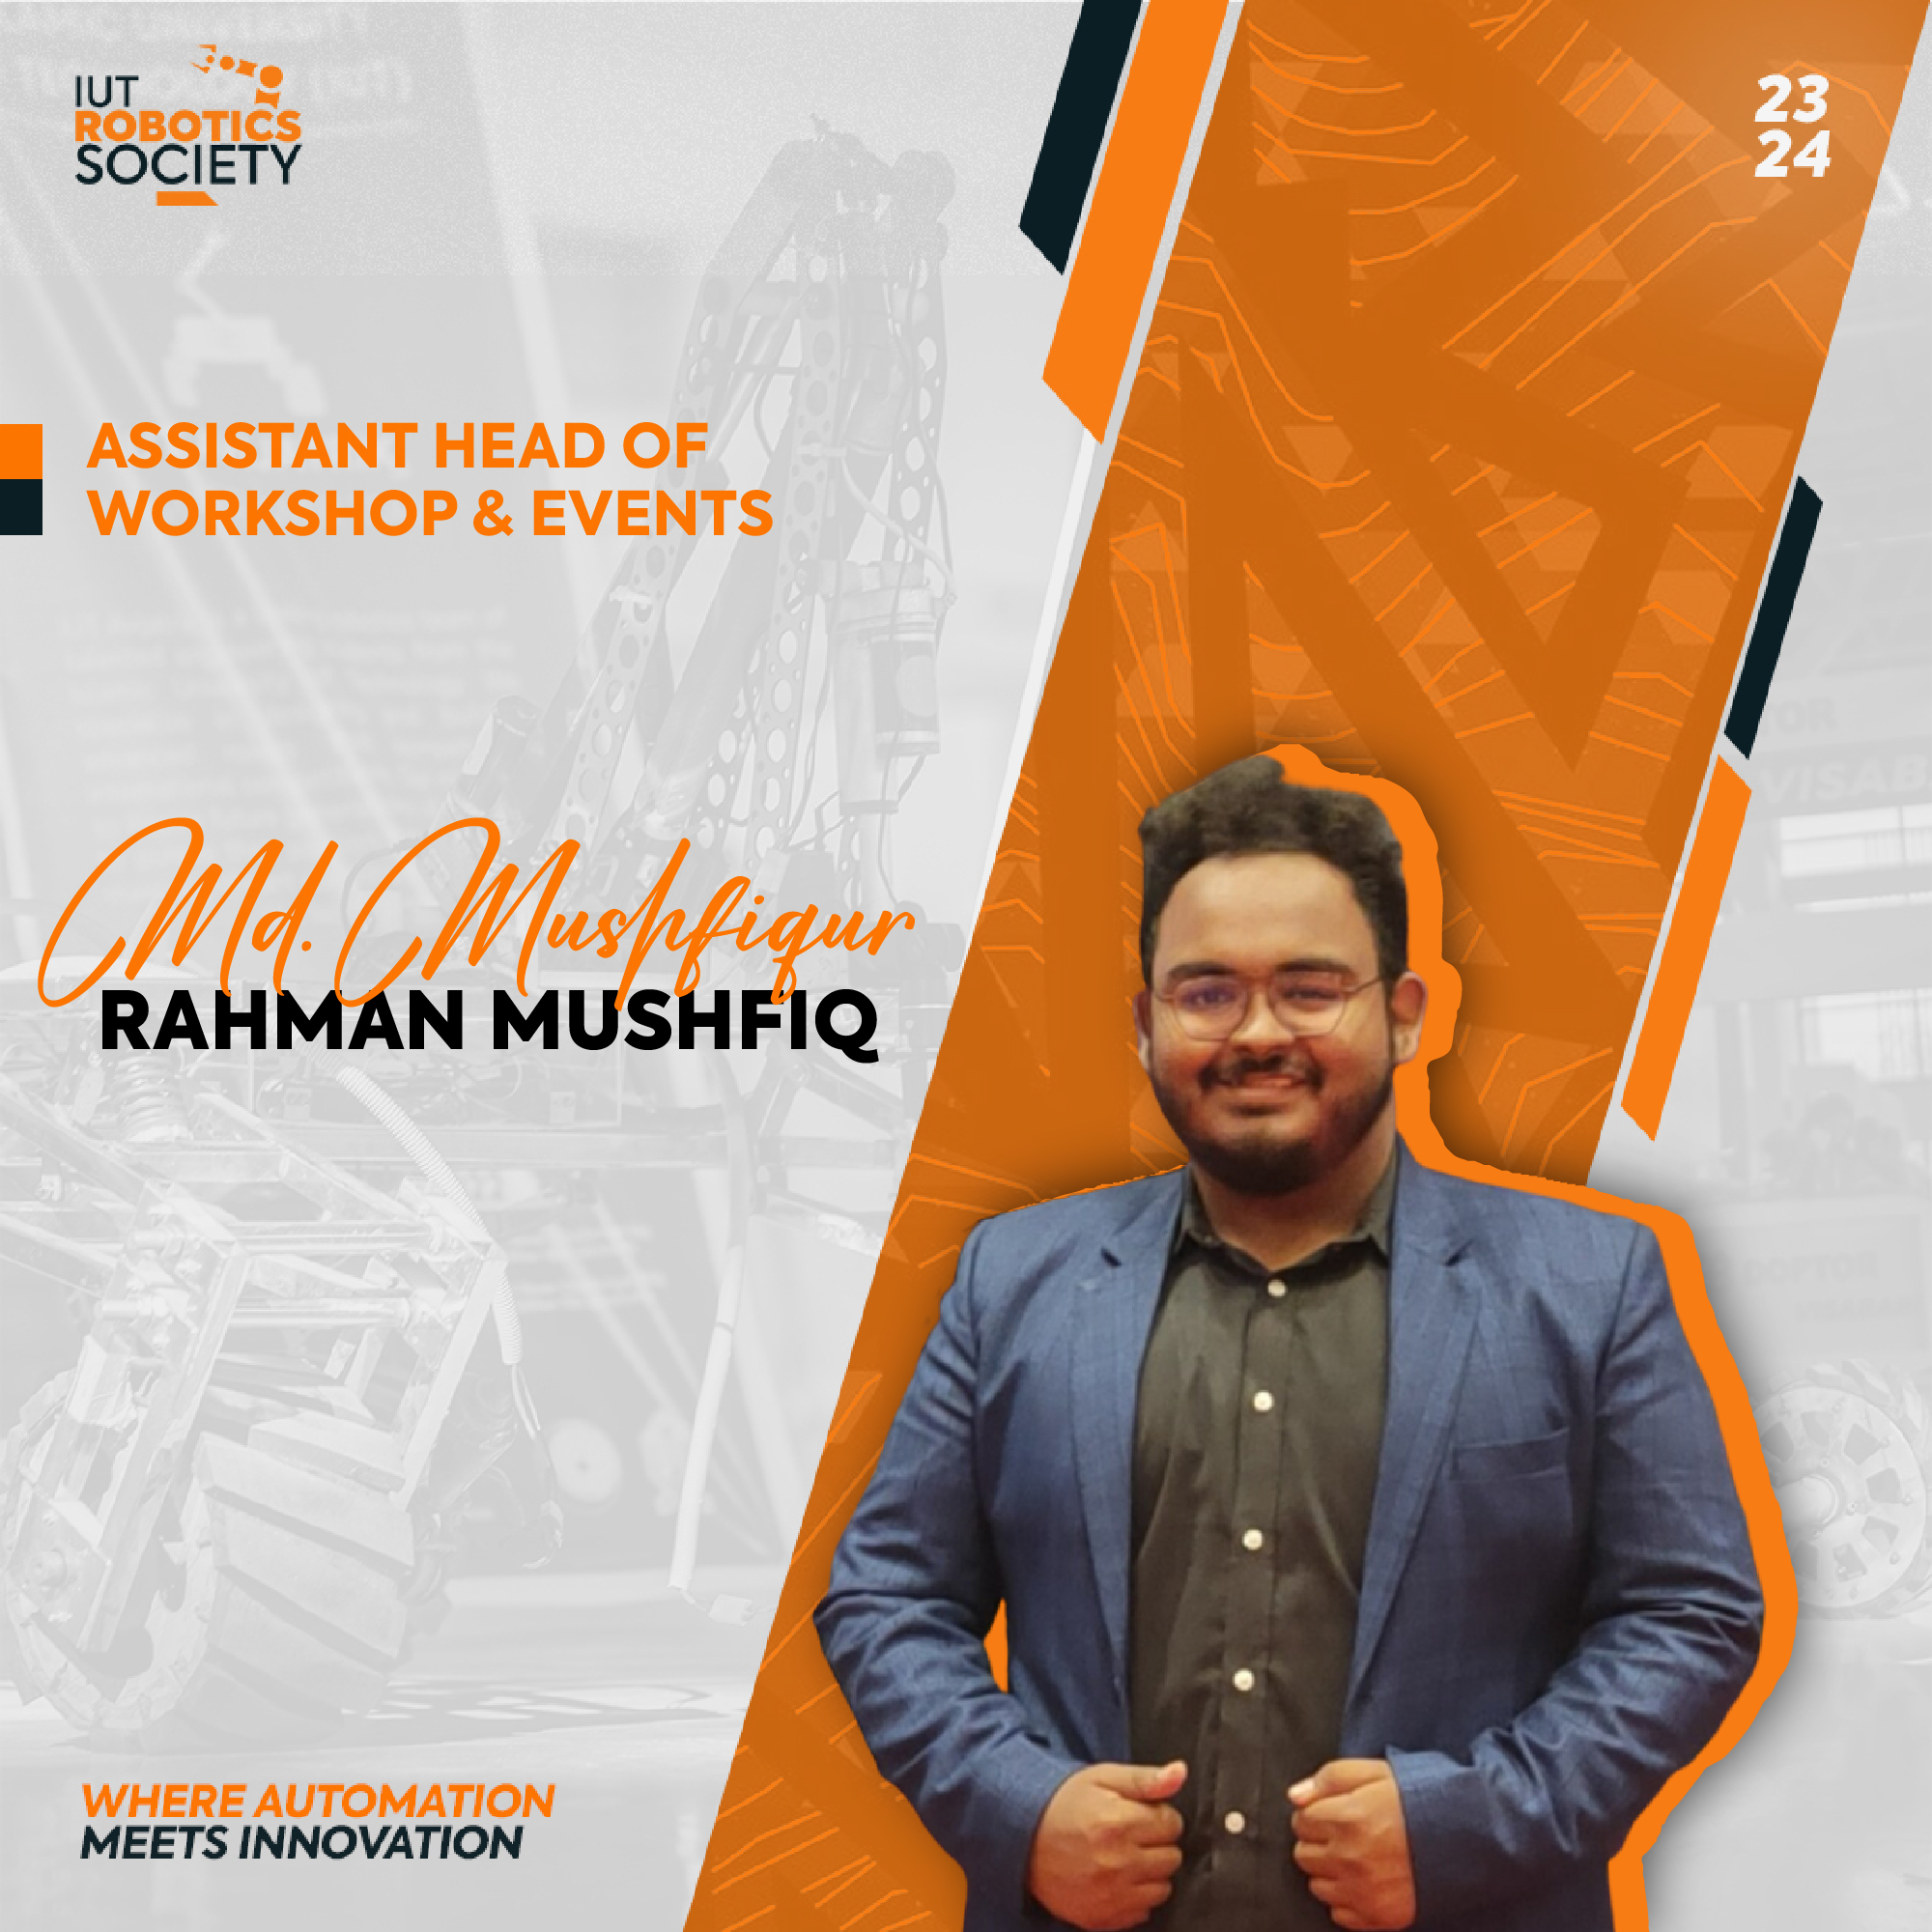 IUT
ROBOTICS
SOCIETY
23
24
ASSISTANT HEAD OF
WORKSHOP & EVENTS
Md. Mushfiqur
RAHMAN MUSHFIQ
WHERE AUTOMATION
MEETS INNOVATION